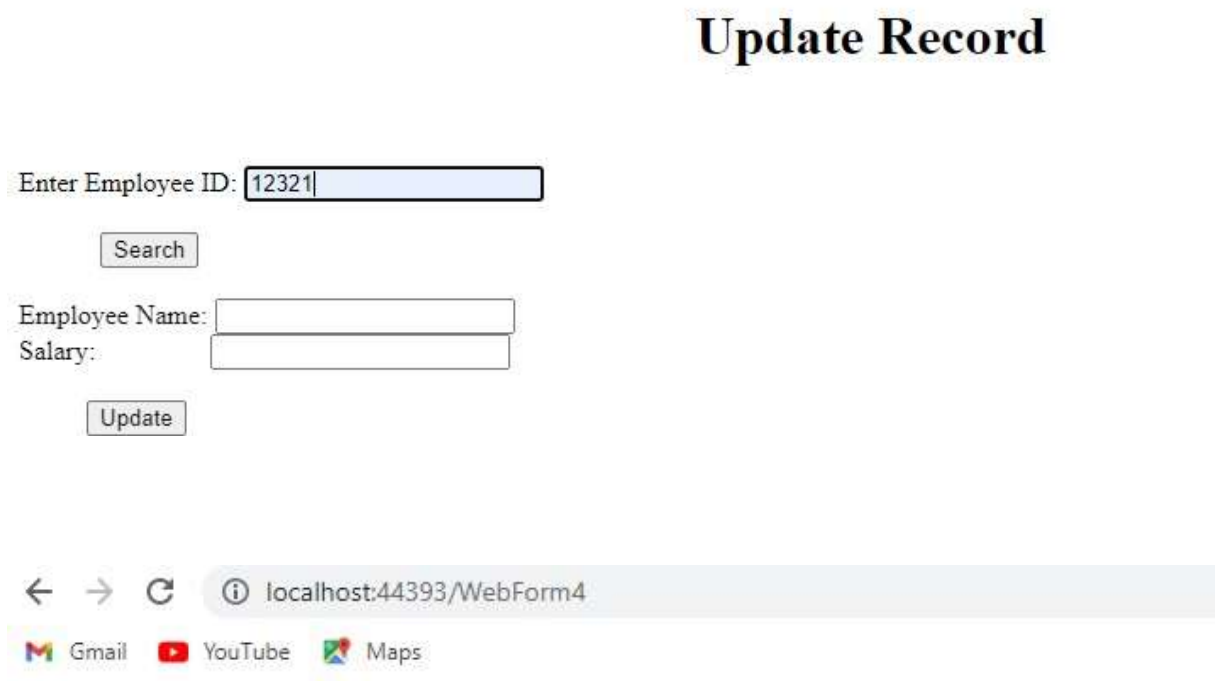 Update Record
Enter Employee ID: 12321
Search
Employee Name:
Salary:
Update
localhost:44393/WebForm4
Gmail YouTube Maps